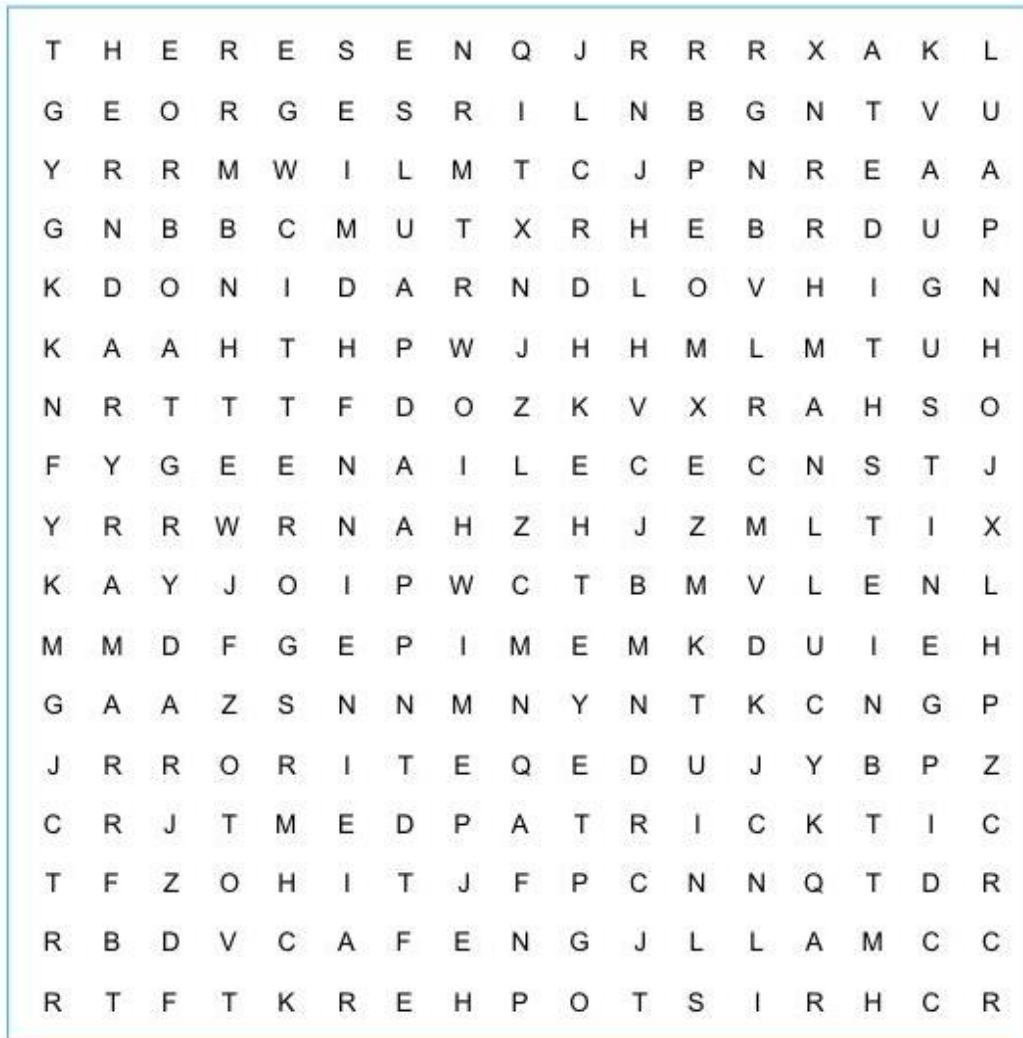 T H E R E S E N Q J R R R X A K L
G E O R G E S R I L N B G N T V U
Y R R M W I L M T C J P N R E A A
G N B B C M U T X R H E B R D U P
K D O N I D A R N D L O V H I G N
K A A H T H P W J H H M L M T U H
N R T T T F D O Z K V X R A H S O
F Y G E E N A I L E C E C N S T J
Y R R W R N A H Z H J Z M L T I X
K A Y J O I P W C T B M V L E N L
M M D F G E P I M E M K D U I E H
G A A Z S N N M N Y N T K C N G P
J R R O R I T E Q E D U J Y B P Z
C R J T M E D P A T R I C K T I C
T F Z O H I T J F P C N N Q T D R
R B D V C A F E N G J L L A M C C
R T F T K R E H P O T S I R H C R